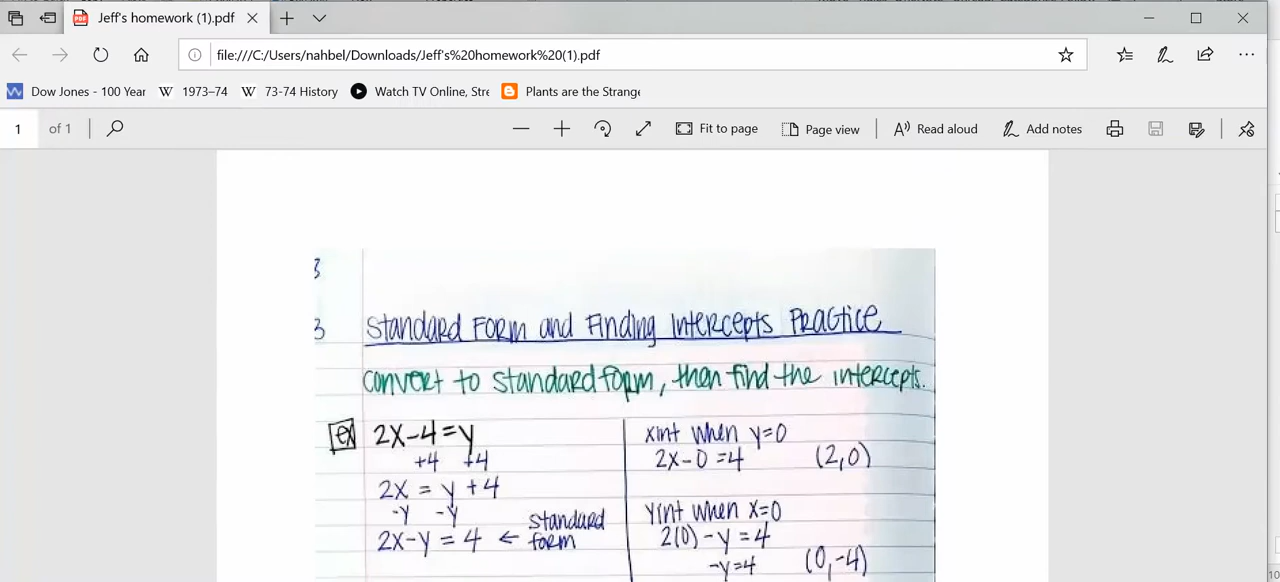 Jeff's homework (1).pdf
file:///C:/Users/nahbel/Downloads/Jeff's%20homework%20(1).pdf
Dow Jones - 100 Year
W 1973–74
W 73-74 History
Watch TV Online, Stre
Plants are the Strange
1 of 1
Fit to page
Page view
Read aloud
Add notes
3
3 Standard Form and Finding Intercepts Practice
Convert to standard form, then find the intercepts.
ex 2x-4=y
+4 +4
2x = y +4
-y -y
2x-y = 4 ← standard form
xint when y=0
2x-0 =4 (2,0)
yint when x=0
2(0)-y =4
-y=4 (0,-4)
10